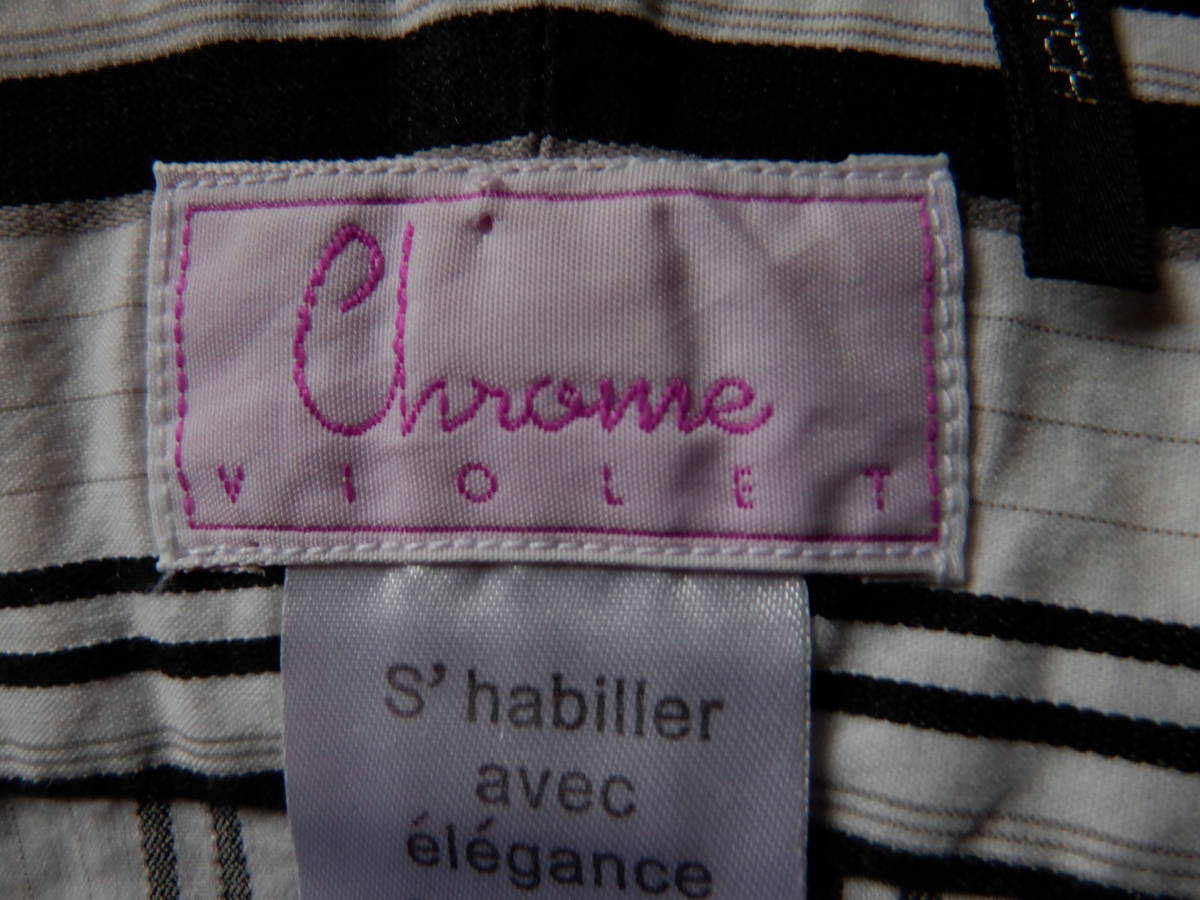 Chrome
VIOLET
S'habiller
avec
élégance